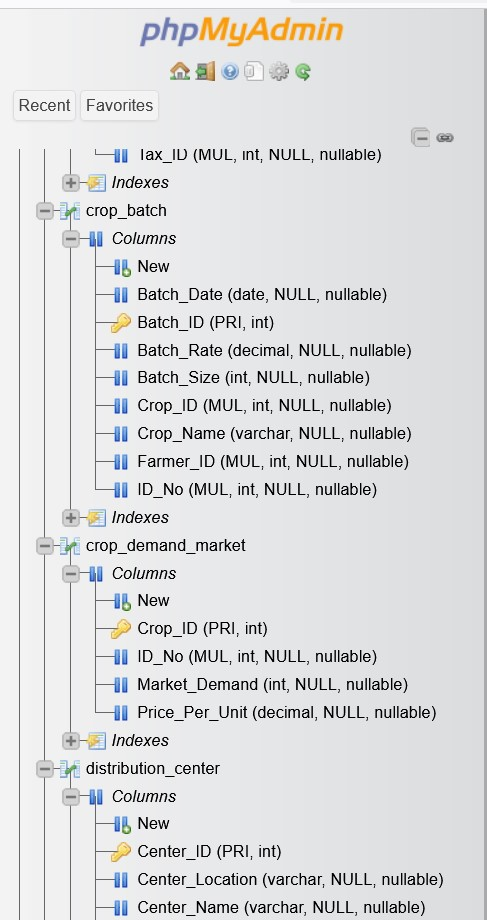 phpMyAdmin
Recent Favorites
Tax_ID (MUL, int, NULL, nullable)
Indexes
crop_batch
Columns
New
Batch_Date (date, NULL, nullable)
Batch_ID (PRI, int)
Batch_Rate (decimal, NULL, nullable)
Batch_Size (int, NULL, nullable)
Crop_ID (MUL, int, NULL, nullable)
Crop_Name (varchar, NULL, nullable)
Farmer_ID (MUL, int, NULL, nullable)
ID_No (MUL, int, NULL, nullable)
Indexes
crop_demand_market
Columns
New
Crop_ID (PRI, int)
ID_No (MUL, int, NULL, nullable)
Market_Demand (int, NULL, nullable)
Price_Per_Unit (decimal, NULL, nullable)
Indexes
distribution_center
Columns
New
Center_ID (PRI, int)
Center_Location (varchar, NULL, nullable)
Center_Name (varchar, NULL, nullable)